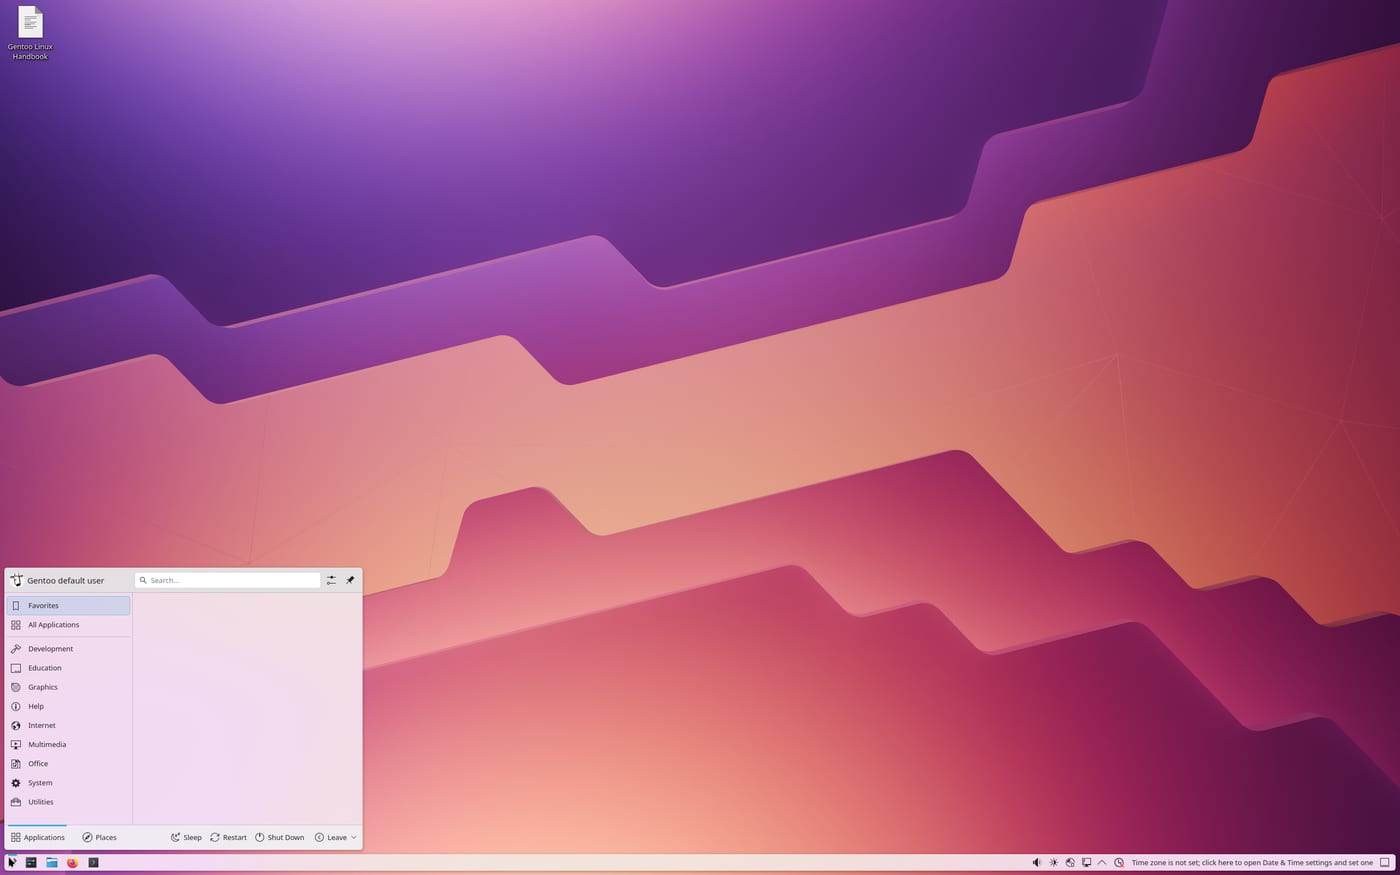 Gentoo Linux
Handbook
Gentoo default user
Search...
Favorites
All Applications
Development
Education
Graphics
Help
Internet
Multimedia
Office
System
Utilities
Applications Places Sleep Restart Shut Down Leave
Time zone is not set; click here to open Date & Time settings and set one